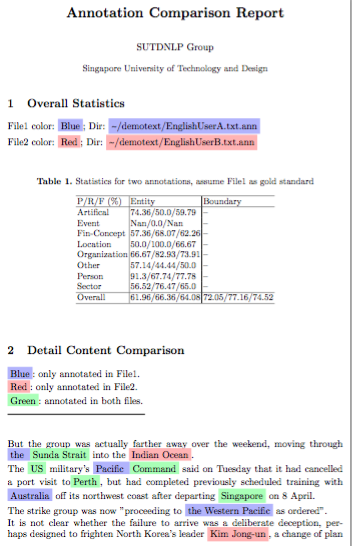 Annotation Comparison Report
SUTDNLP Group
Singapore University of Technology and Design
1 Overall Statistics
File1 color: Blue ; Dir: ~/demotext/EnglishUserA.txt.ann
File2 color: Red ; Dir: ~/demotext/EnglishUserB.txt.ann
Table 1. Statistics for two annotations, assume File1 as gold standard
P/R/F (%) Entity Boundary
Artifical 74.36/50.0/59.79 –
Event Nan/0.0/Nan –
Fin-Concept 57.36/68.07/62.26 –
Location 50.0/100.0/66.67 –
Organization 66.67/82.93/73.91 –
Other 57.14/44.44/50.0 –
Person 91.3/67.74/77.78 –
Sector 56.52/76.47/65.0 –
Overall 61.96/66.36/64.08 72.05/77.16/74.52
2 Detail Content Comparison
Blue : only annotated in File1.
Red : only annotated in File2.
Green : annotated in both files.
But the group was actually farther away over the weekend, moving through
the Sunda Strait into the Indian Ocean .
The US military's Pacific Command said on Tuesday that it had cancelled
a port visit to Perth , but had completed previously scheduled training with
Australia off its northwest coast after departing Singapore on 8 April.
The strike group was now "proceeding to the Western Pacific as ordered".
It is not clear whether the failure to arrive was a deliberate deception, per-
haps designed to frighten North Korea's leader Kim Jong-un , a change of plan